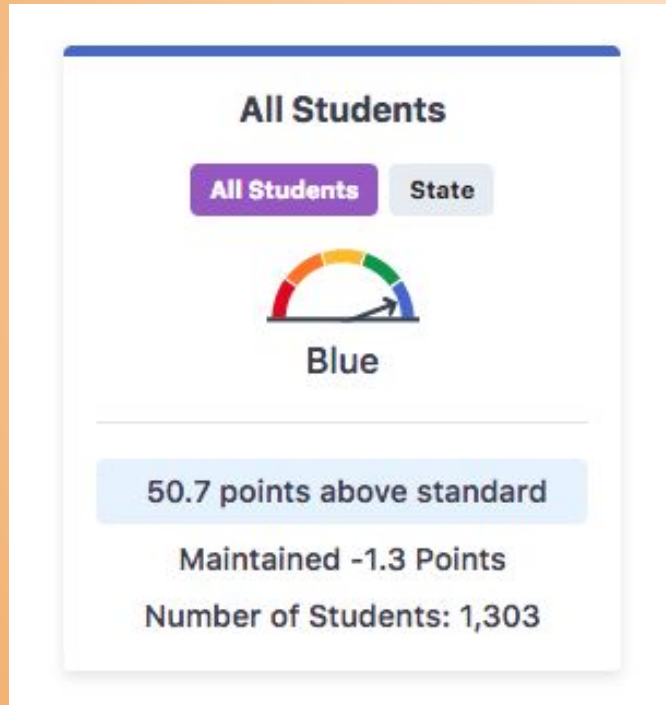 All Students
All Students State
Blue
50.7 points above standard
Maintained -1.3 Points
Number of Students: 1,303